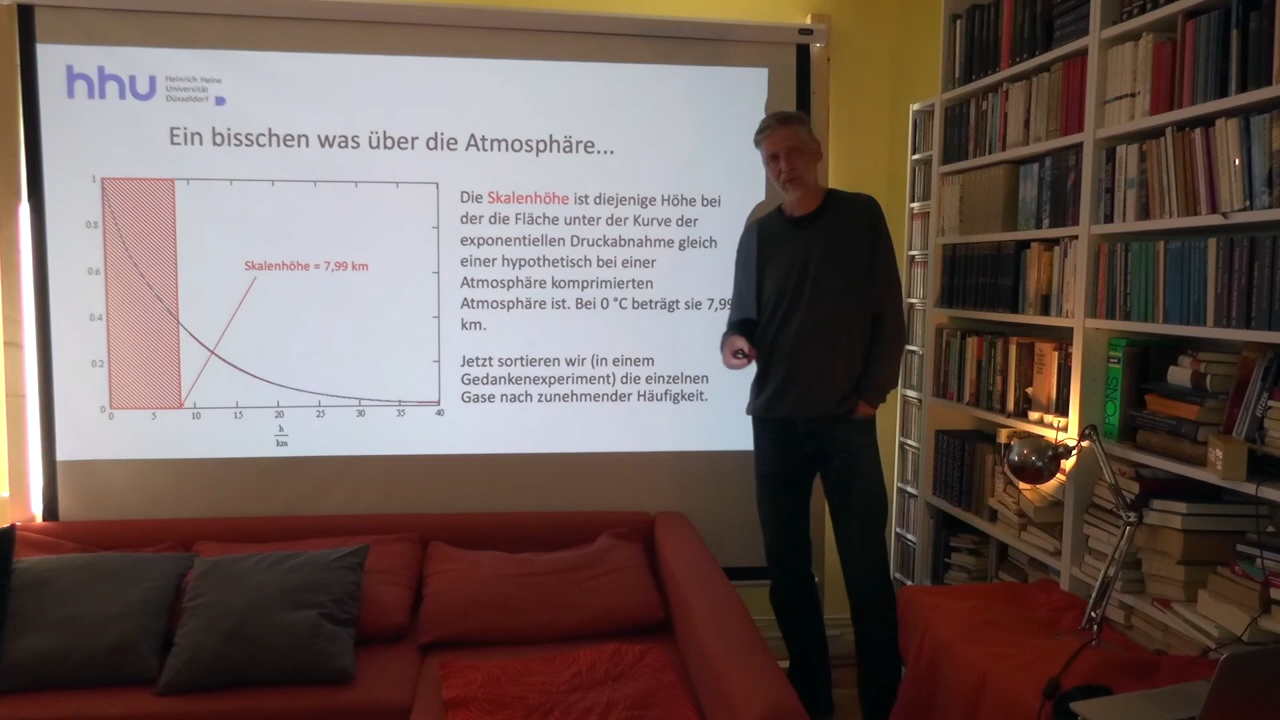 hhu Heinrich Heine
Universität
Düsseldorf
Ein bisschen was über die Atmosphäre...
1
0.8
0.6
0.4
0.2
0
0 5 10 15 20 25 30 35 40
h
km
Skalenhöhe = 7,99 km
Die Skalenhöhe ist diejenige Höhe bei
der die Fläche unter der Kurve der
exponentiellen Druckabnahme gleich
einer hypothetisch bei einer
Atmosphäre komprimierten
Atmosphäre ist. Bei 0 °C beträgt sie 7,99
km.
Jetzt sortieren wir (in einem
Gedankenexperiment) die einzelnen
Gase nach zunehmender Häufigkeit.
PONS